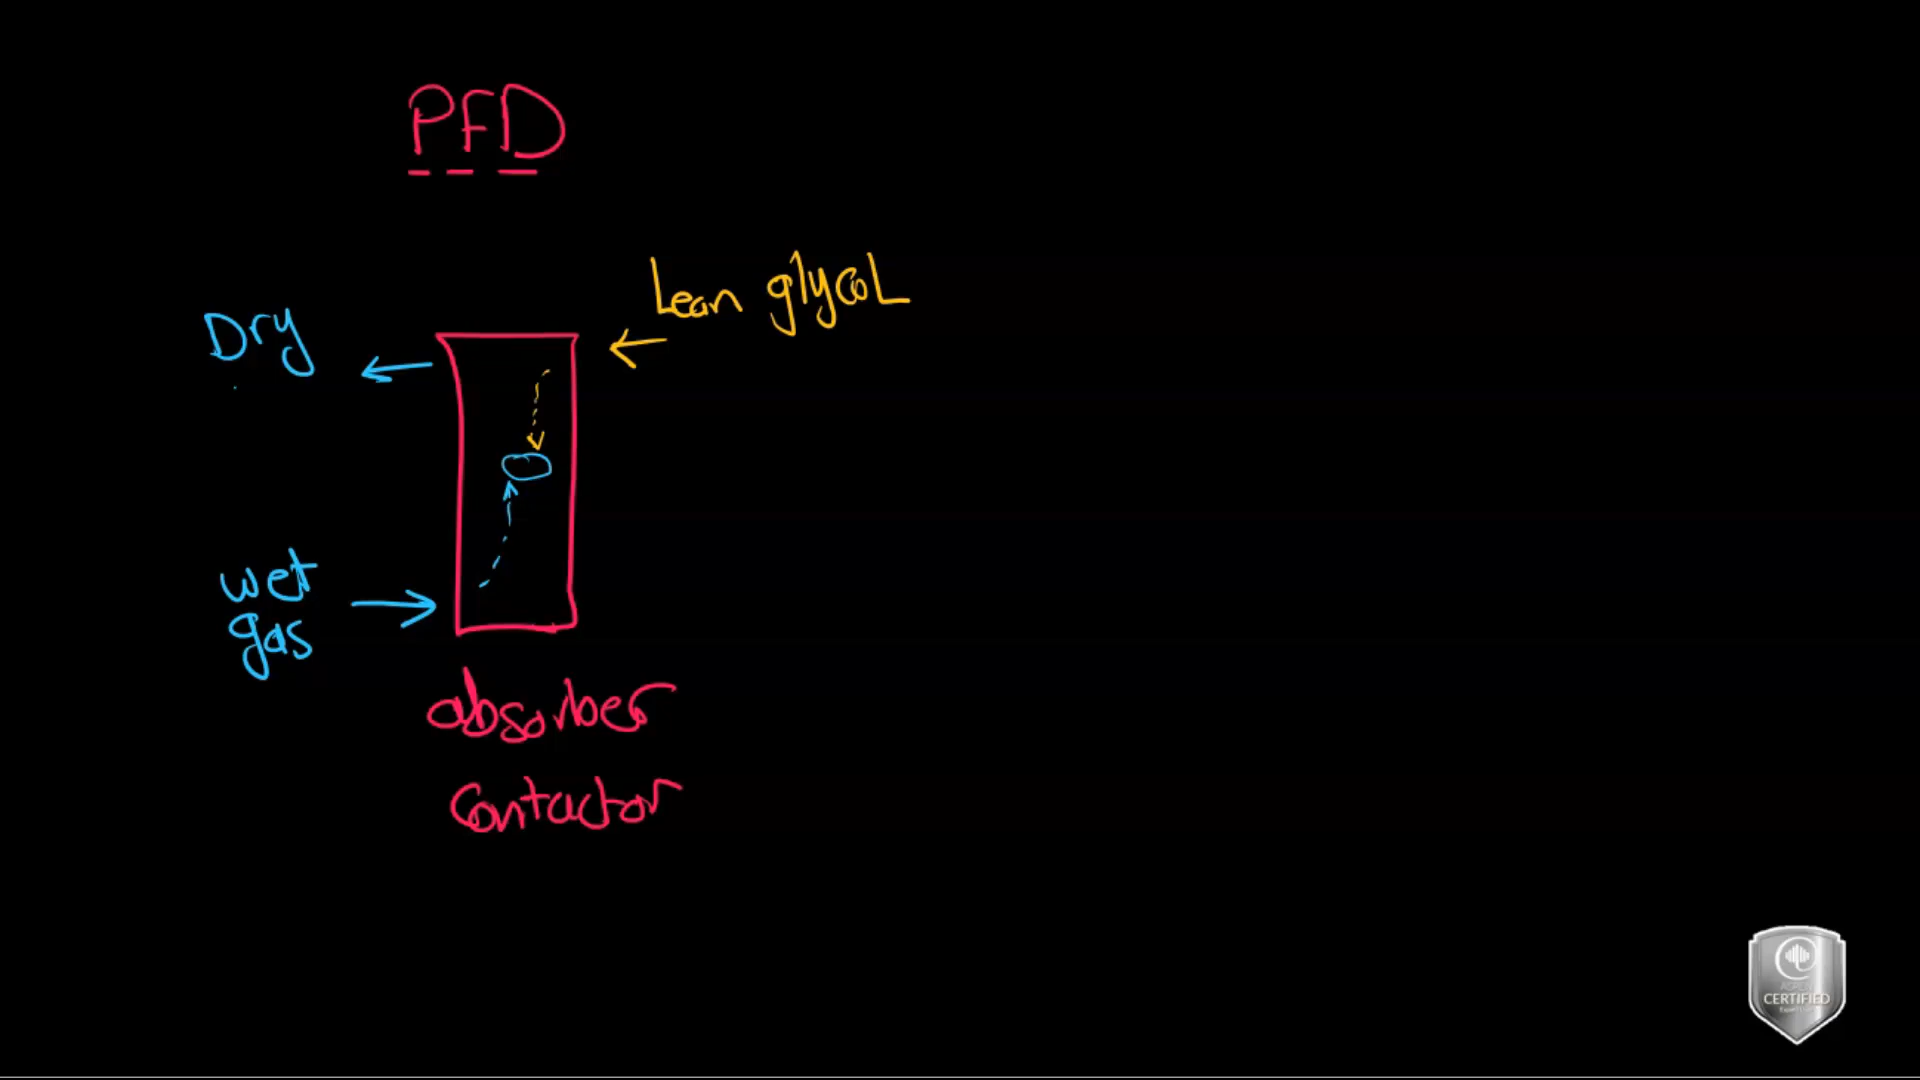 PFD
Lean glycol
Dry
wet
gas
absorber
Contactor
CERTIFIED